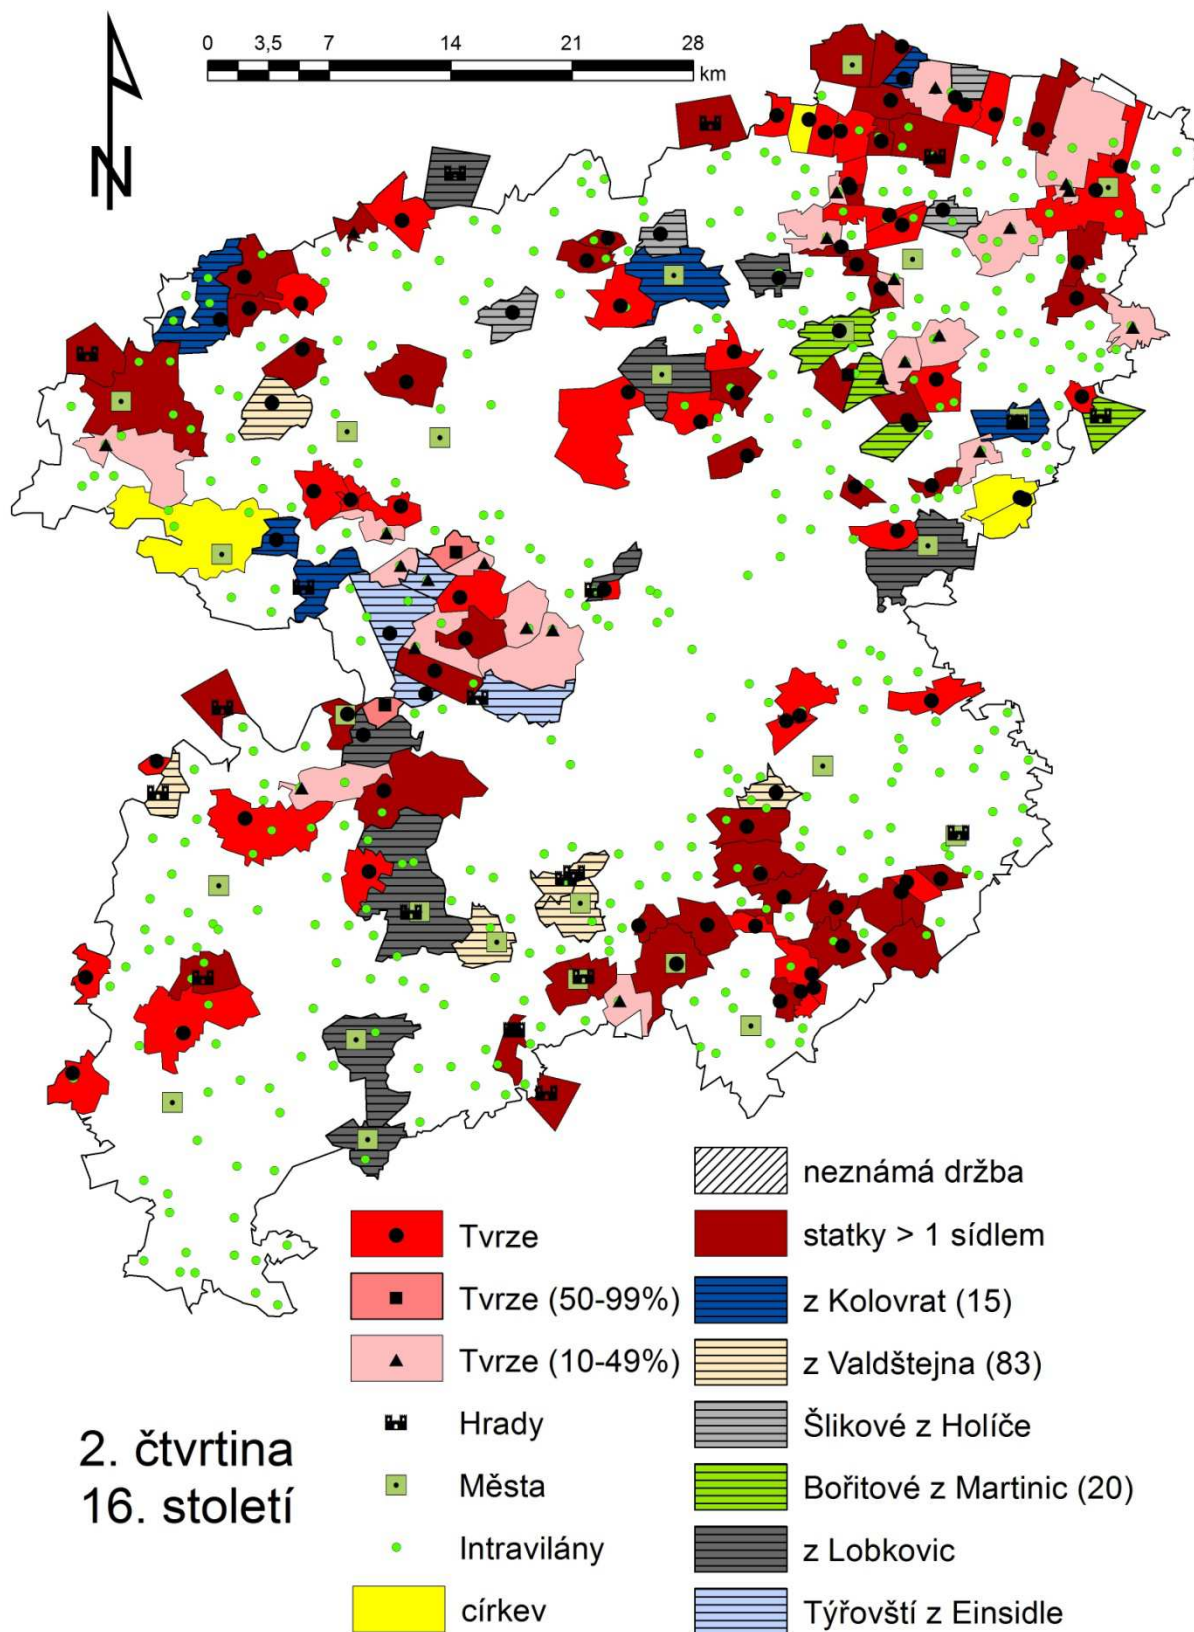 0 3,5 7 14 21 28
km
N
neznámá držba
Tvrze
statky > 1 sídlem
Tvrze (50-99%)
z Kolovrat (15)
Tvrze (10-49%)
z Valdštejna (83)
Hrady
Šlikové z Holíče
2. čtvrtina
16. století
Města
Bořitové z Martinic (20)
Intravilány
z Lobkovic
církev
Týřovští z Einsidle